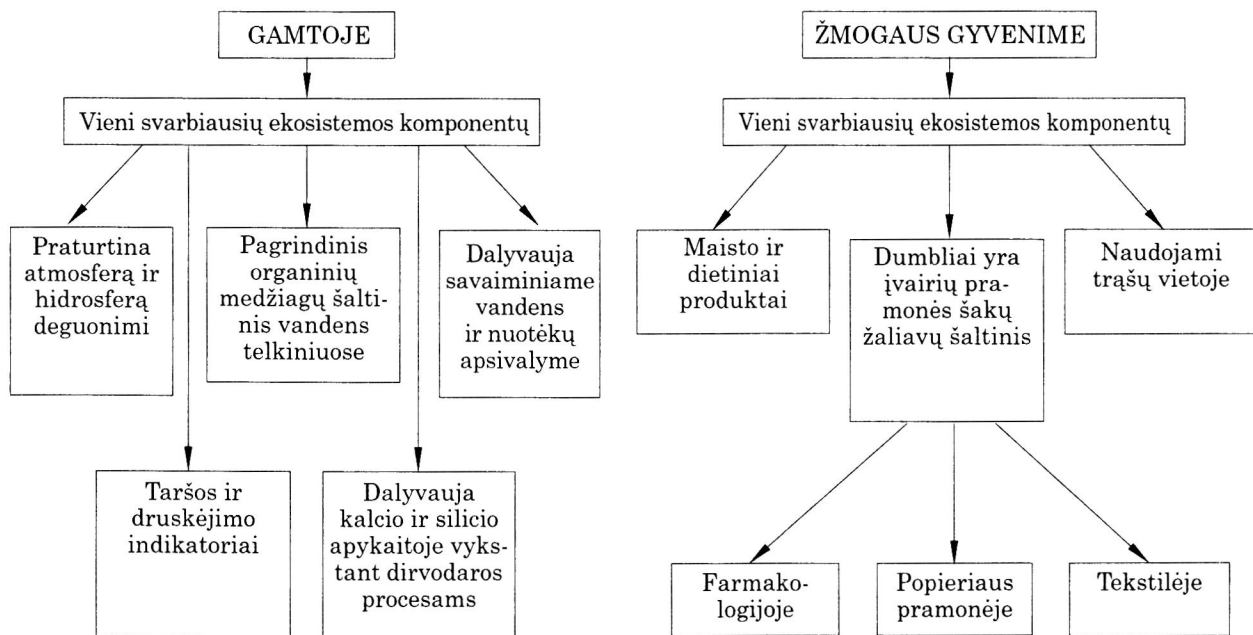 GAMTOJE
Vieni svarbiausių ekosistemos komponentų
Praturtina
atmosferą ir
hidrosferą
deguonimi
Pagrindinis
organinių
medžiagų šalti-
nis vandens
telkiniuose
Dalyvauja
savaiminiame
vandens
ir nuotėkų
apsivalyme
Taršos ir
druskėjimo
indikatoriai
Dalyvauja
kalcio ir silicio
apykaitoje vyks-
tant dirvodaros
procesams
ŽMOGAUS GYVENIME
Vieni svarbiausių ekosistemos komponentų
Maisto ir
dietiniai
produktai
Dumbliai yra
įvairių pra-
monės šakų
žaliavų šaltinis
Naudojami
trąšų vietoje
Farmako-
logijoje
Popieriaus
pramonėje
Tekstilėje